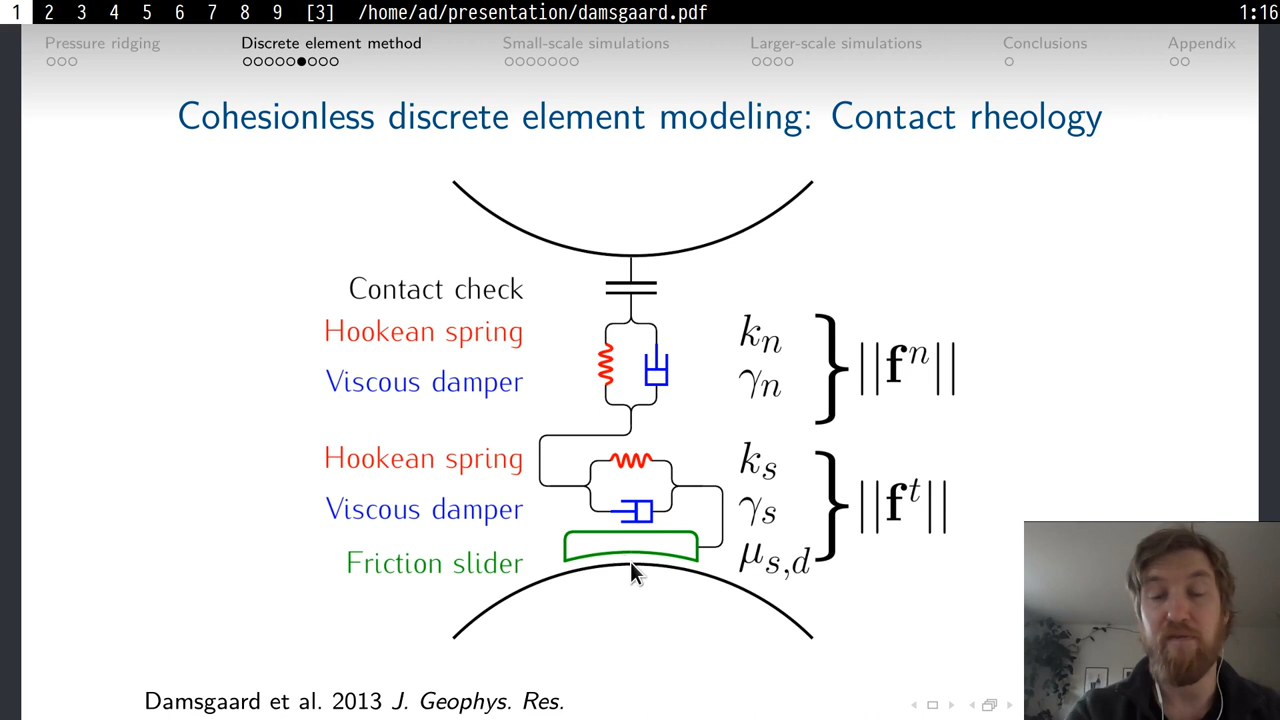 1 2 3 4 5 6 7 8 9 [3] /home/ad/presentation/damsgaard.pdf 1:16
Pressure ridging Discrete element method Small-scale simulations Larger-scale simulations Conclusions Appendix
Cohesionless discrete element modeling: Contact rheology
Contact check
Hookean spring k_n
Viscous damper γ_n
||f^n||
Hookean spring k_s
Viscous damper γ_s
||f^t||
Friction slider μ_{s,d}
Damsgaard et al. 2013 J. Geophys. Res.